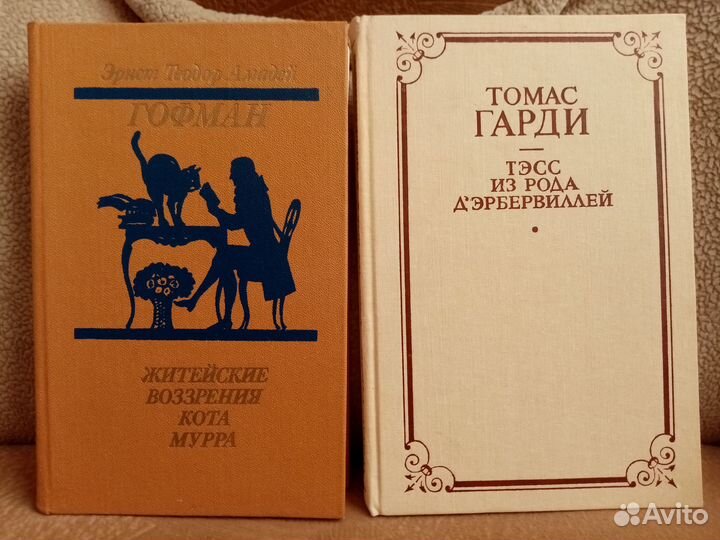 Эрнст Теодор Амадей
ГОФМАН
ЖИТЕЙСКИЕ
ВОЗЗРЕНИЯ
КОТА
МУРРА
ТОМАС
ГАРДИ
ТЭСС
ИЗ РОДА
Д'ЭРБЕРВИЛЛЕЙ
Avito